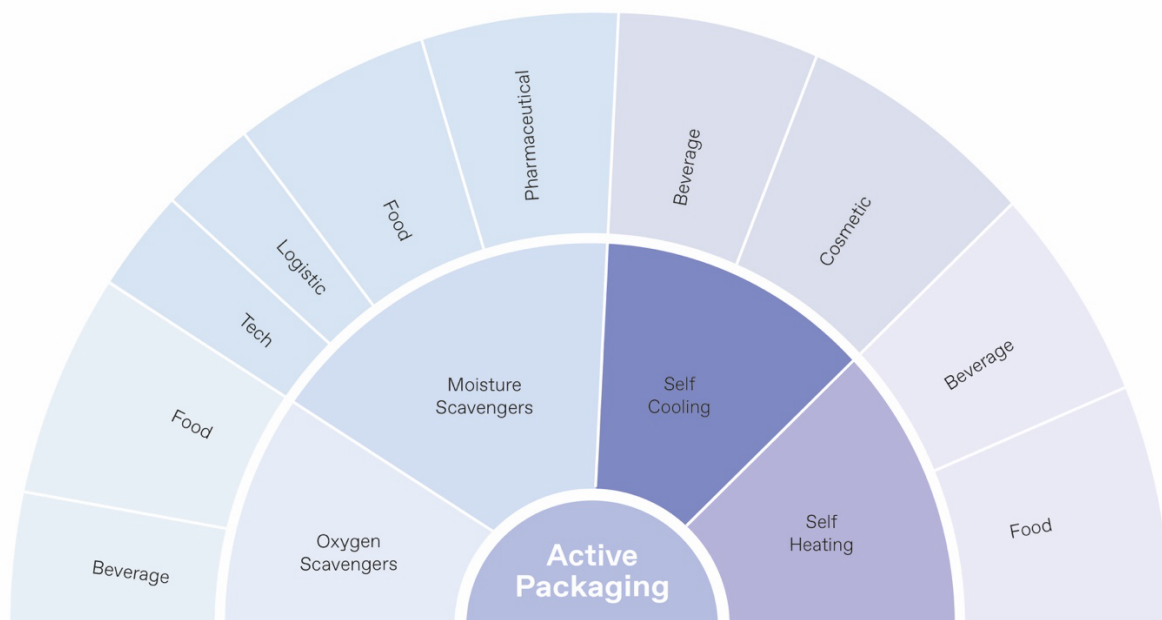 Pharmaceutical
Beverage
Food
Cosmetic
Logistic
Tech
Beverage
Food
Moisture
Scavengers
Self
Cooling
Food
Oxygen
Scavengers
Self
Heating
Beverage
Active
Packaging